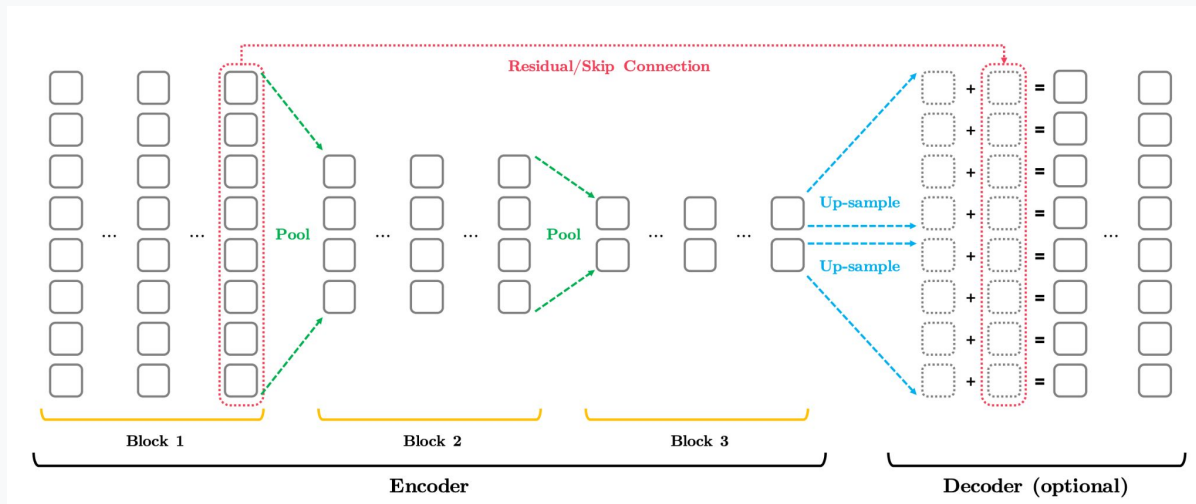 Residual/Skip Connection
+ =
+ =
+ =
Up-sample
... ... + = 
Pool ... ... Pool ... ... ...
+ =
Up-sample
+ =
+ =
+ =
Block 1 Block 2 Block 3
Encoder Decoder (optional)